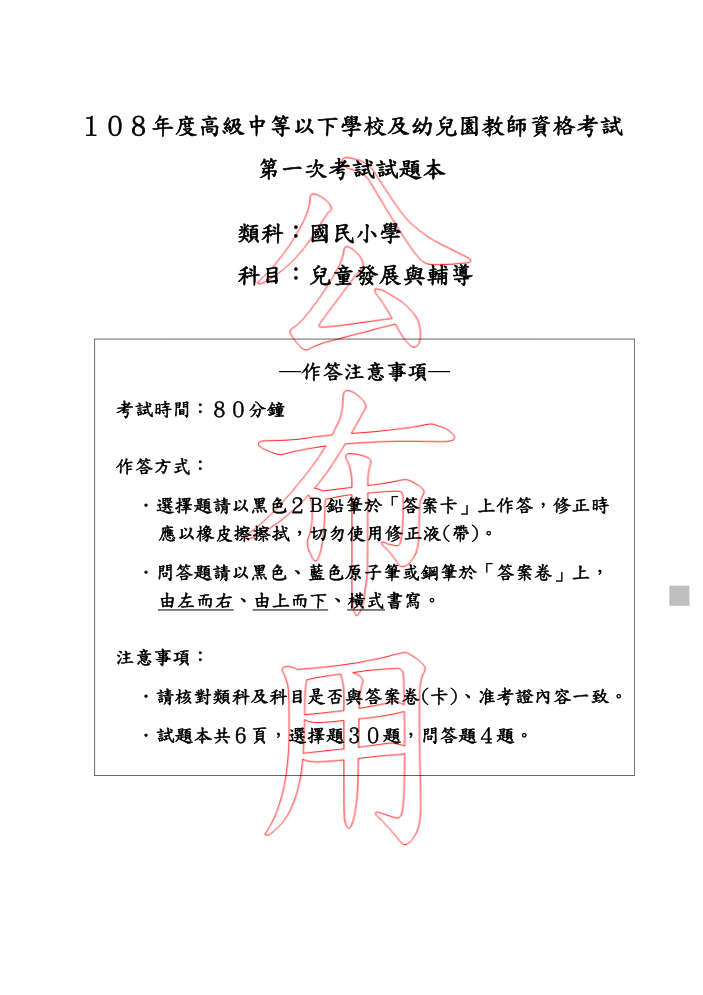 １０８年度高級中等以下學校及幼兒園教師資格考試
第一次考試試題本
類科：國民小學
科目：兒童發展與輔導
—作答注意事項—
考試時間：８０分鐘
作答方式：
．選擇題請以黑色２Ｂ鉛筆於「答案卡」上作答，修正時
應以橡皮擦擦拭，切勿使用修正液(帶)。
．問答題請以黑色、藍色原子筆或鋼筆於「答案卷」上，
由左而右、由上而下、橫式書寫。
注意事項：
．請核對類科及科目是否與答案卷(卡)、准考證內容一致。
．試題本共６頁，選擇題３０題，問答題４題。
公布用